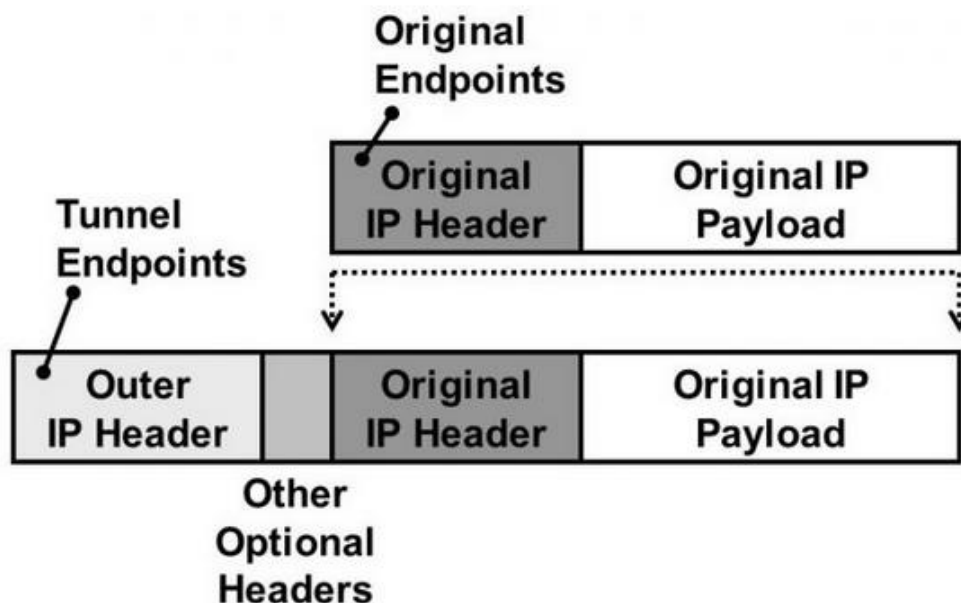 Original
Endpoints
Original
IP Header
Original IP
Payload
Tunnel
Endpoints
Outer
IP Header
Original
IP Header
Original IP
Payload
Other
Optional
Headers